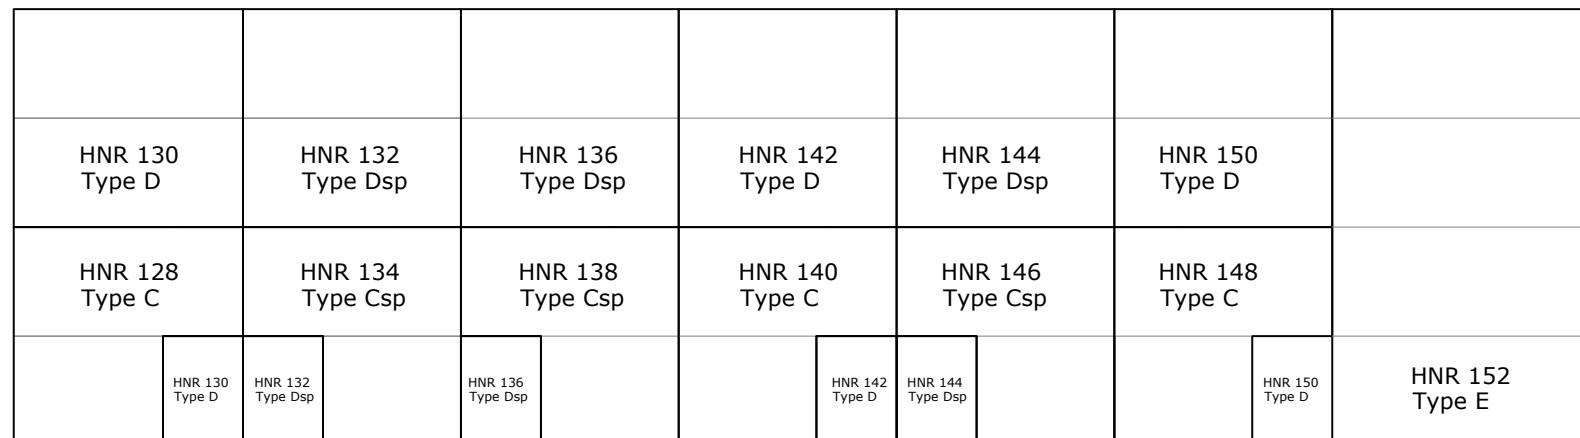 HNR 130
Type D
HNR 132
Type Dsp
HNR 136
Type Dsp
HNR 142
Type D
HNR 144
Type Dsp
HNR 150
Type D
HNR 128
Type C
HNR 134
Type Csp
HNR 138
Type Csp
HNR 140
Type C
HNR 146
Type Csp
HNR 148
Type C
HNR 130
Type D
HNR 132
Type Dsp
HNR 136
Type Dsp
HNR 142
Type D
HNR 144
Type Dsp
HNR 150
Type D
HNR 152
Type E